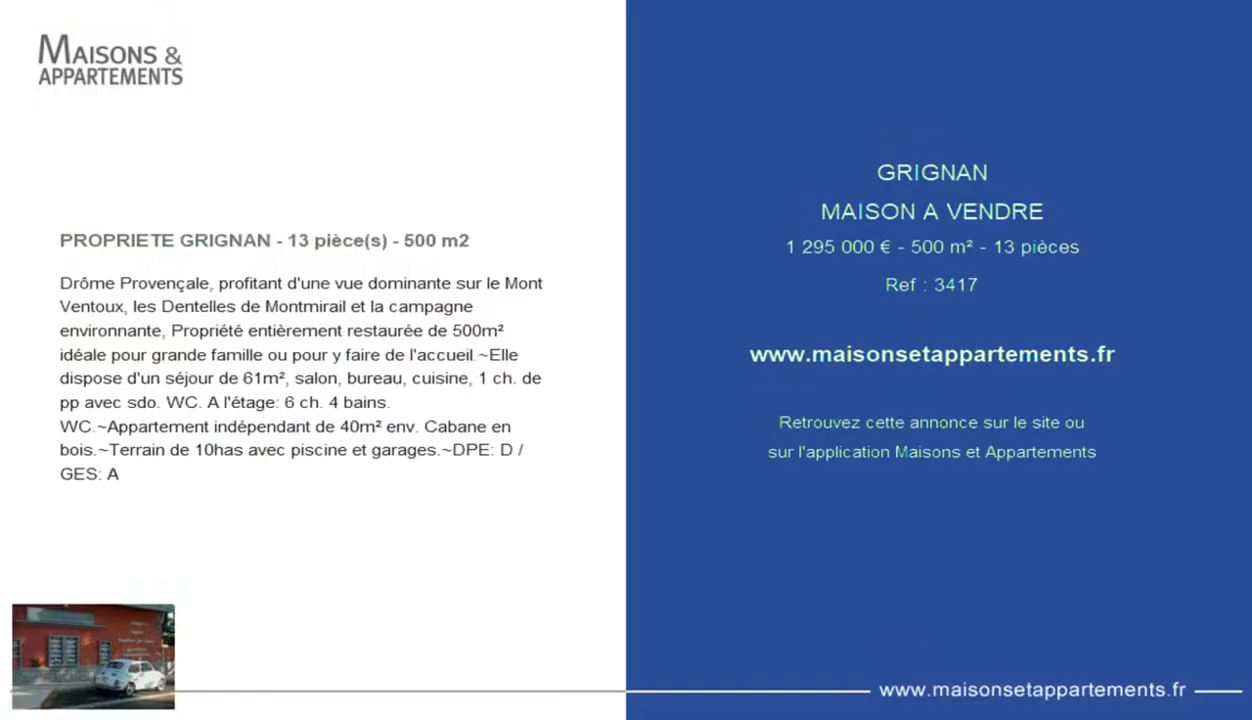 MAISONS &
APPARTEMENTS
PROPRIETE GRIGNAN - 13 pièce(s) - 500 m2
Drôme Provençale, profitant d'une vue dominante sur le Mont
Ventoux, les Dentelles de Montmirail et la campagne
environnante, Propriété entièrement restaurée de 500m²
idéale pour grande famille ou pour y faire de l'accueil.~Elle
dispose d'un séjour de 61m², salon, bureau, cuisine, 1 ch. de
pp avec sdo. WC. A l'étage: 6 ch. 4 bains.
WC.~Appartement indépendant de 40m² env. Cabane en
bois.~Terrain de 10has avec piscine et garages.~DPE: D /
GES: A
GRIGNAN
MAISON A VENDRE
1 295 000 € - 500 m² - 13 pièces
Ref : 3417
www.maisonsetappartements.fr
Retrouvez cette annonce sur le site ou
sur l'application Maisons et Appartements
www.maisonsetappartements.fr